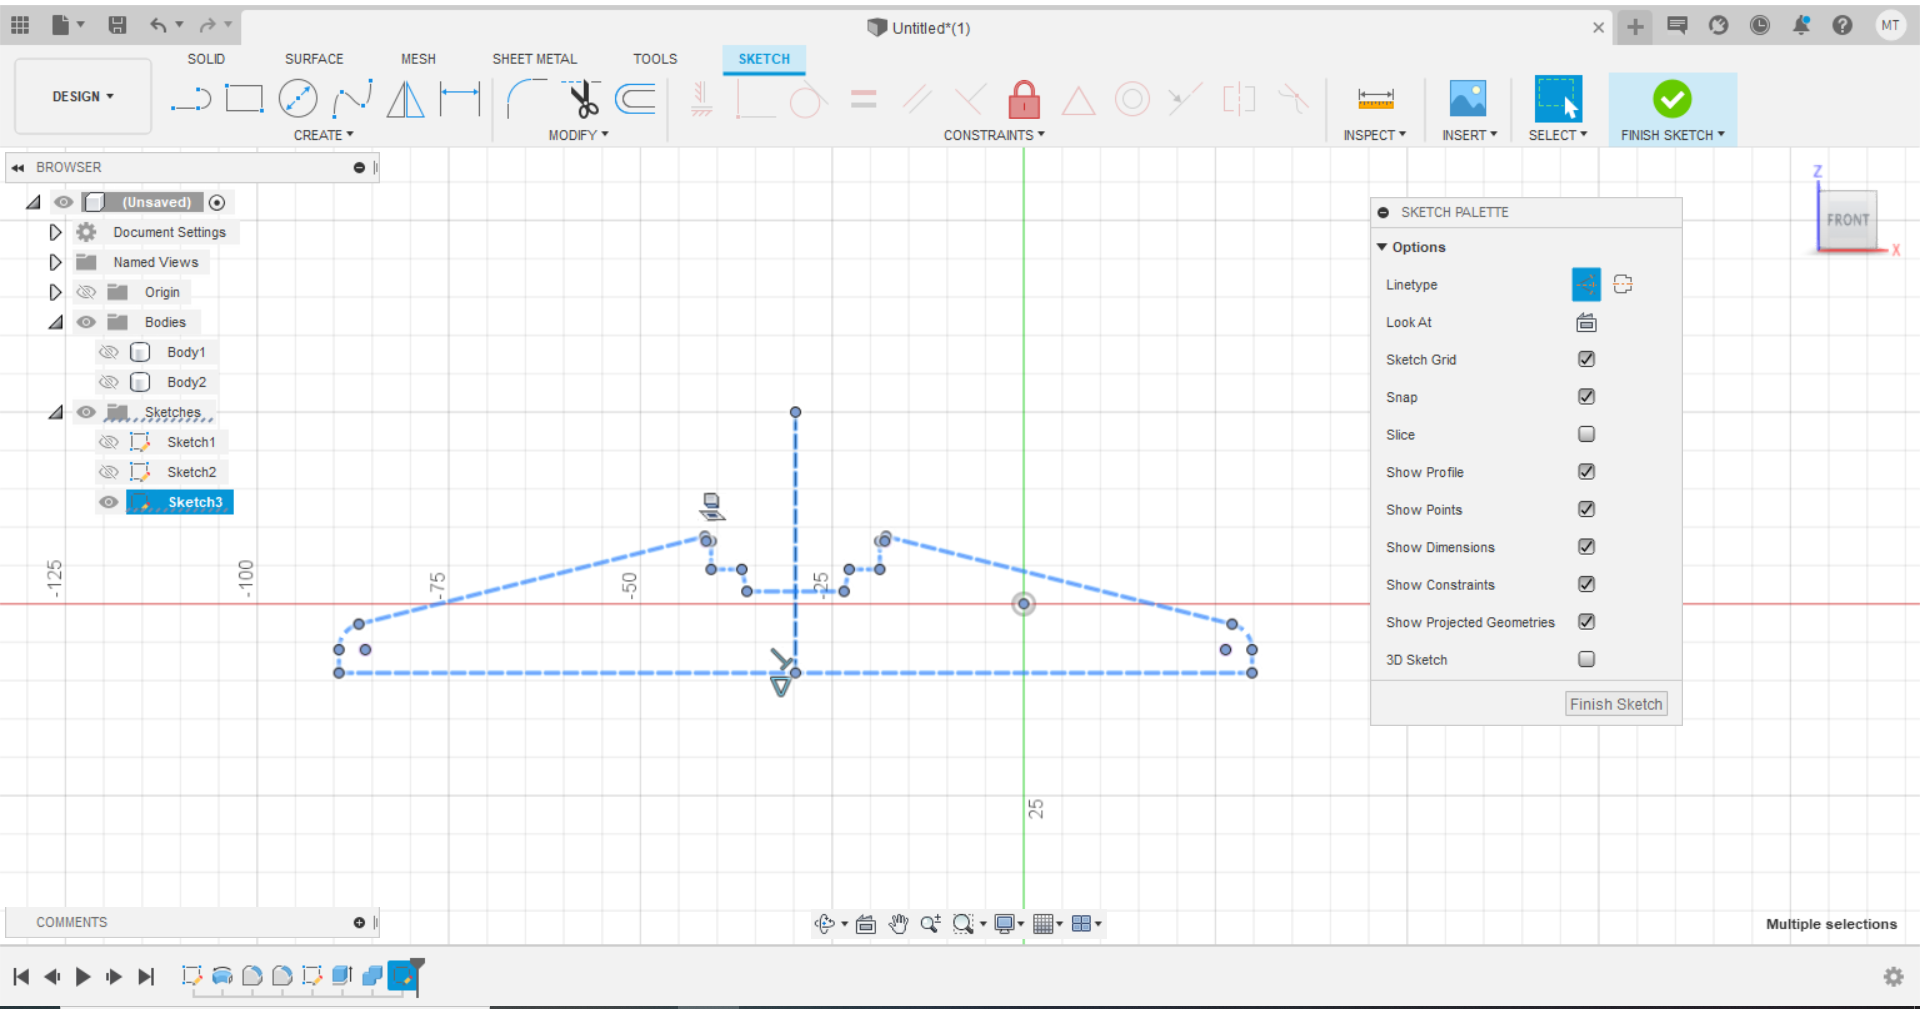 Untitled*(1)
MT
SOLID
SURFACE
MESH
SHEET METAL
TOOLS
SKETCH
DESIGN
CREATE
MODIFY
CONSTRAINTS
INSPECT
INSERT
SELECT
FINISH SKETCH
BROWSER
(Unsaved)
Document Settings
Named Views
Origin
Bodies
Body1
Body2
Sketches
Sketch1
Sketch2
Sketch3
-125
-100
-75
-50
-25
25
SKETCH PALETTE
Options
Linetype
Look At
Sketch Grid
Snap
Slice
Show Profile
Show Points
Show Dimensions
Show Constraints
Show Projected Geometries
3D Sketch
Finish Sketch
Z
FRONT
X
COMMENTS
Multiple selections